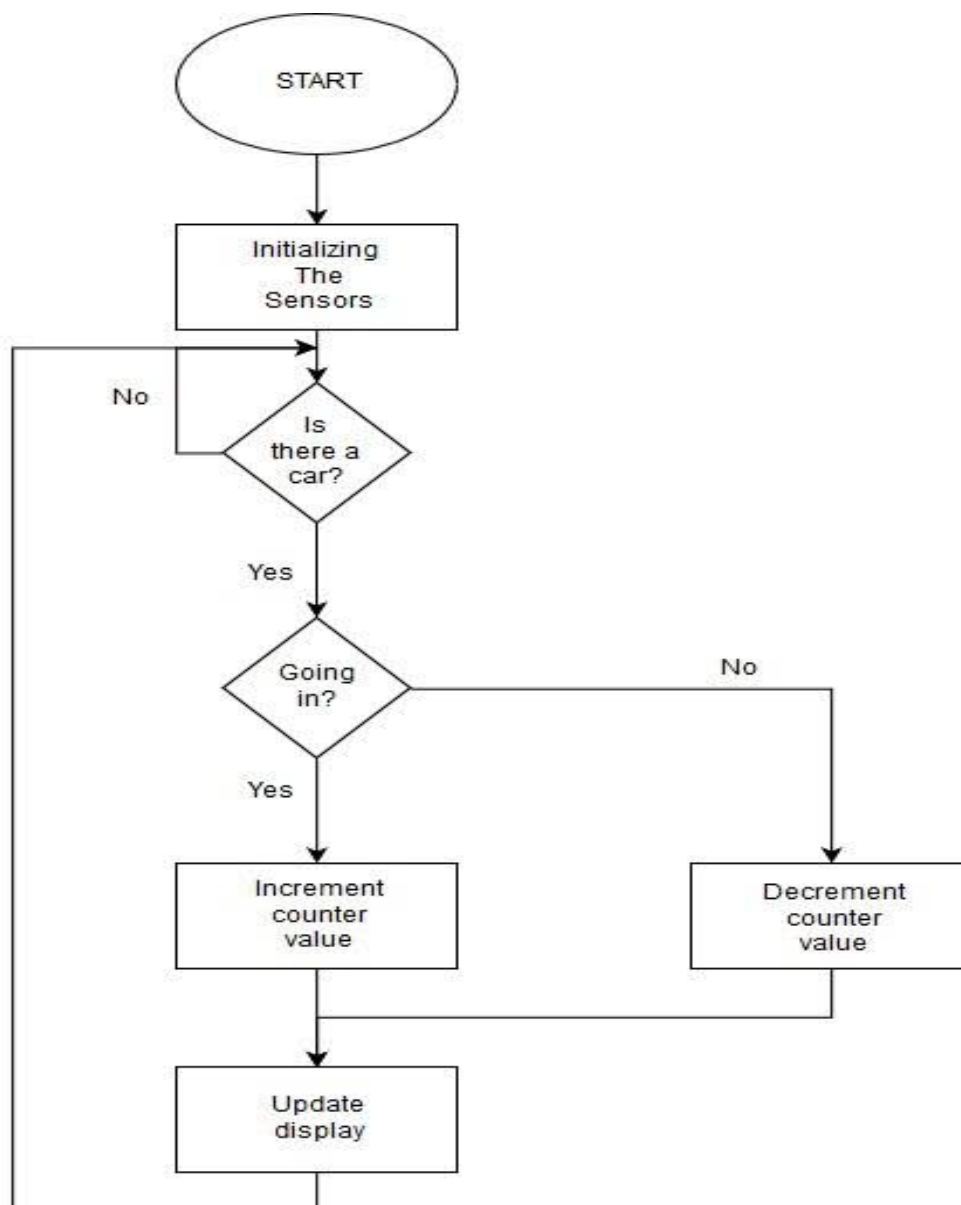 START
Initializing
The
Sensors
No
Is
there a
car?
Yes
Going
in?
No
Yes
Increment
counter
value
Decrement
counter
value
Update
display